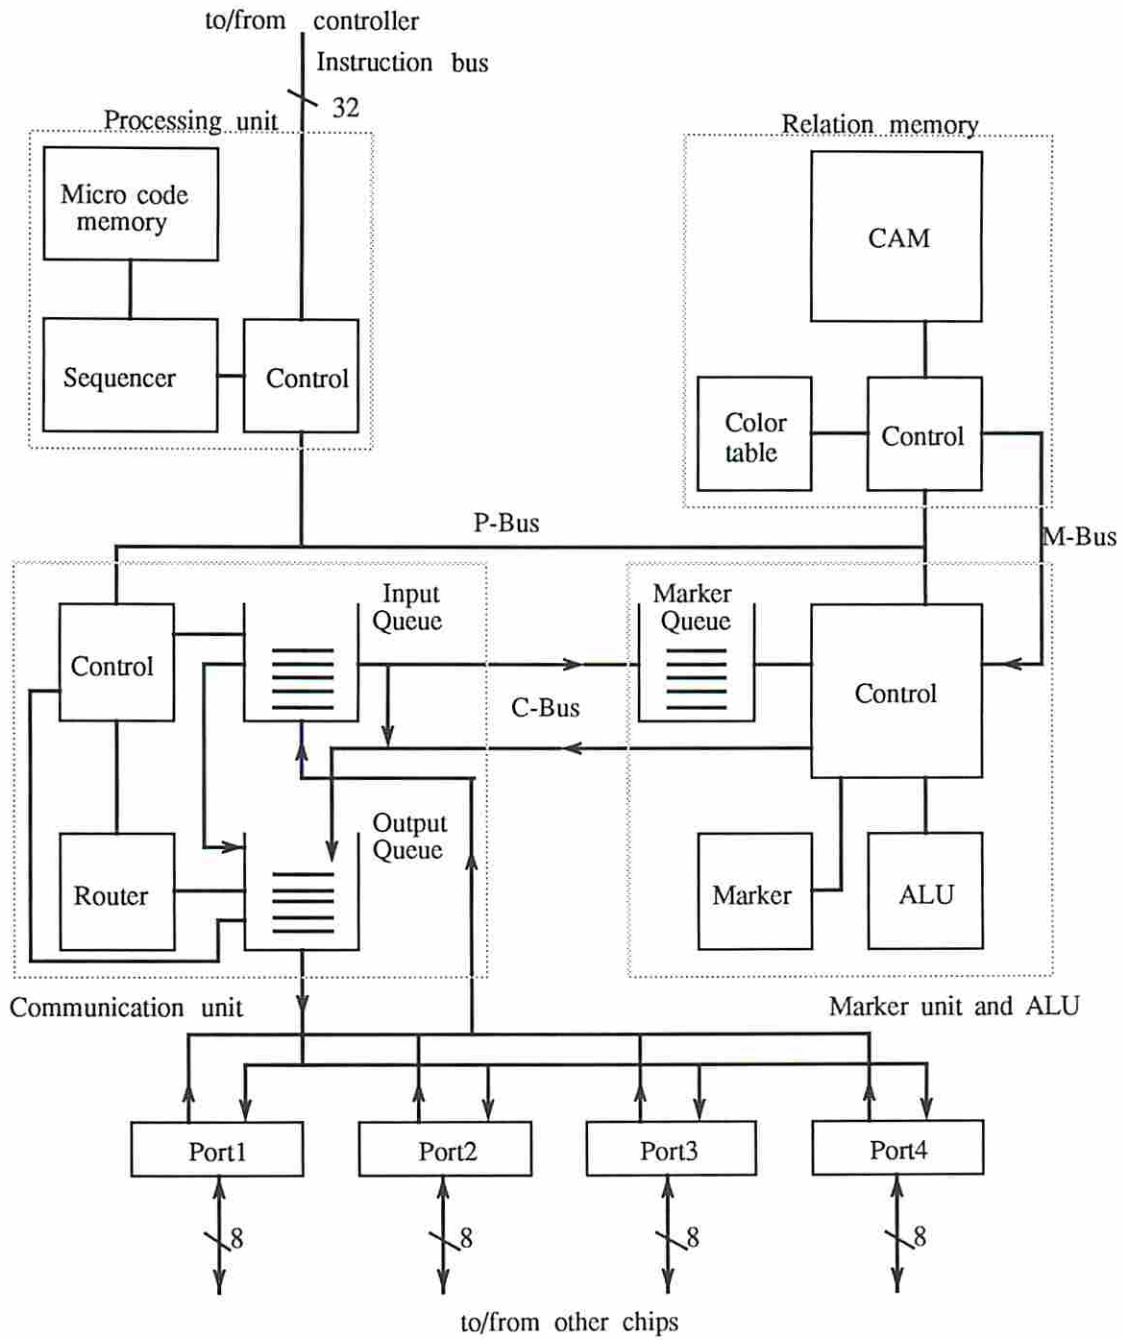 to/from controller
Instruction bus
32
Processing unit
Relation memory
Micro code
memory
CAM
Sequencer
Control
Color
table
Control
P-Bus
M-Bus
Input
Queue
Marker
Queue
Control
Control
C-Bus
Output
Queue
Router
Marker
ALU
Communication unit
Marker unit and ALU
Port1
Port2
Port3
Port4
8
8
8
8
to/from other chips